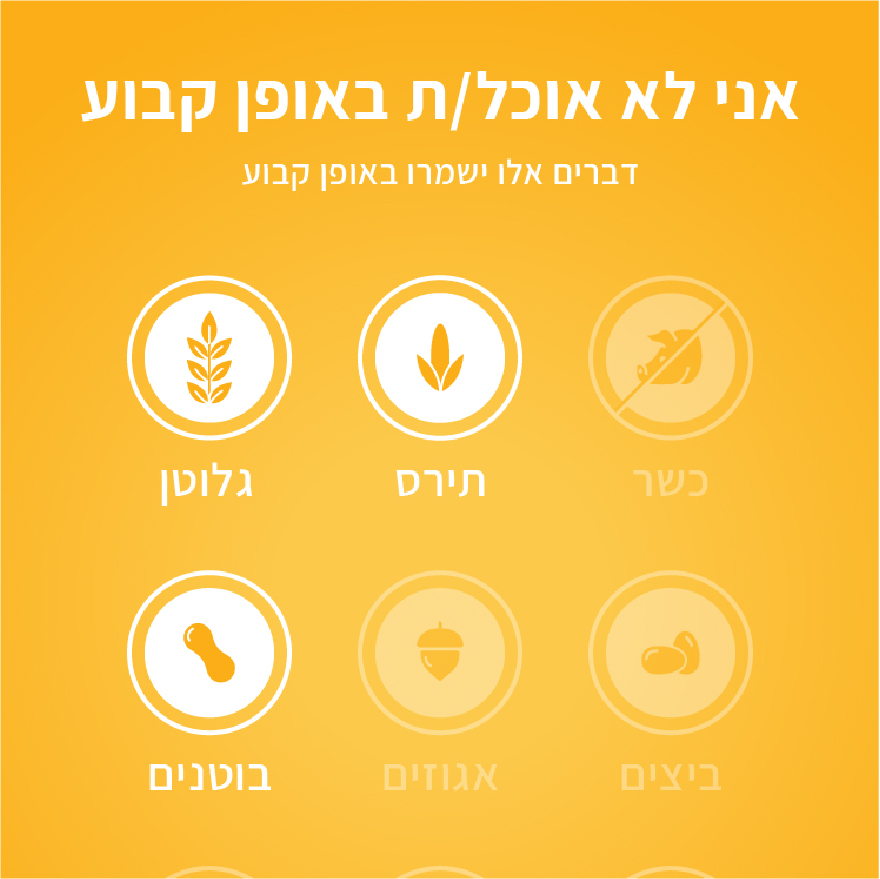 אני לא אוכל/ת באופן קבוע
דברים אלו ישמרו באופן קבוע
כשר תירס גלוטן
ביצים אגוזים בוטנים